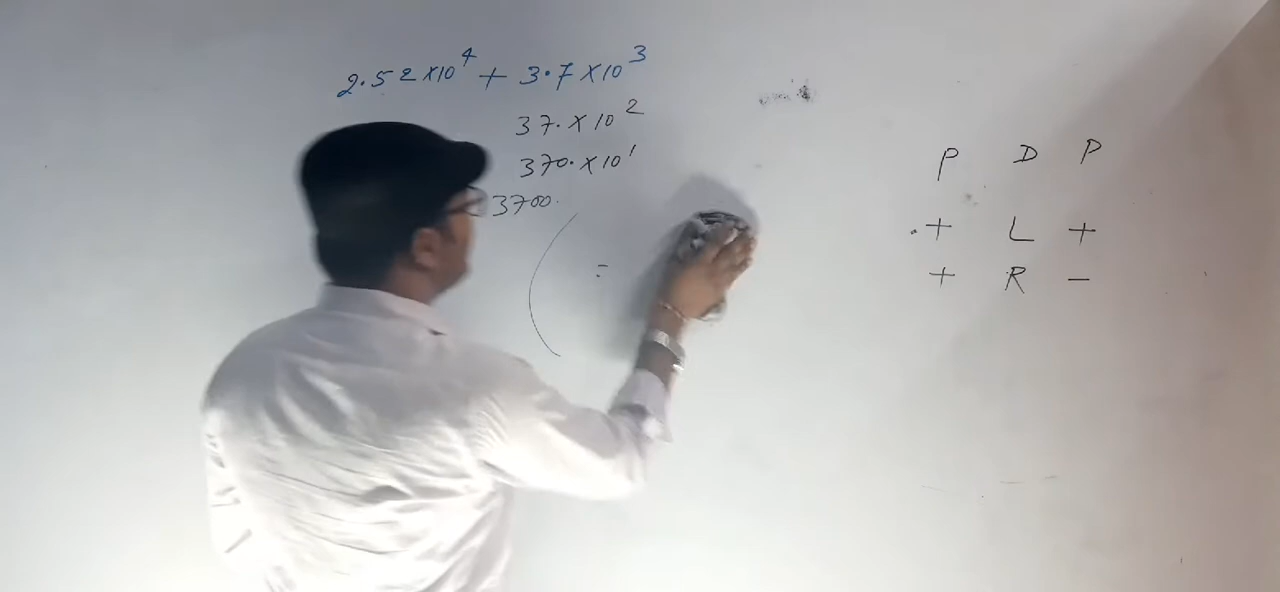 2.52×10⁴ + 3.7×10³
37.×10²
370.×10¹
3700.
=
P D P
+ L +
+ R −